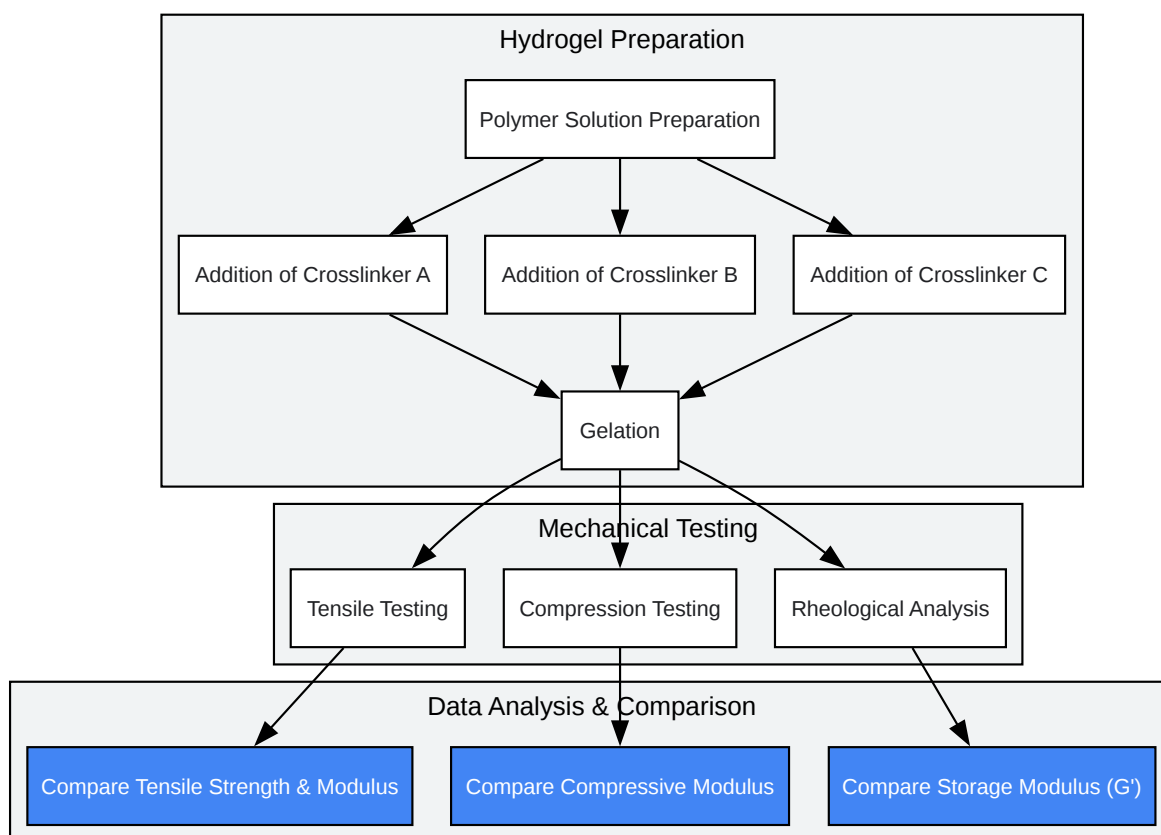 Hydrogel Preparation
Polymer Solution Preparation
Addition of Crosslinker A
Addition of Crosslinker B
Addition of Crosslinker C
Gelation
Mechanical Testing
Tensile Testing
Compression Testing
Rheological Analysis
Data Analysis & Comparison
Compare Tensile Strength & Modulus
Compare Compressive Modulus
Compare Storage Modulus (G')